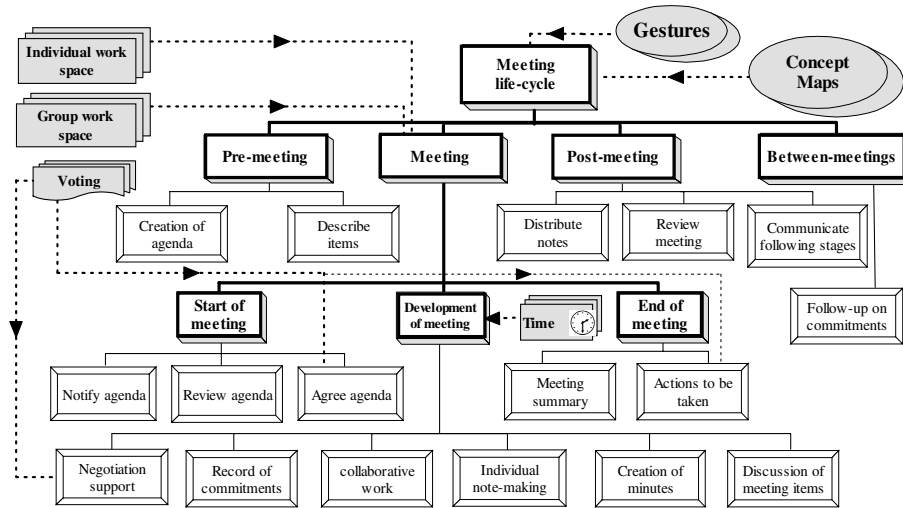 Gestures
Individual work
space
Meeting
life-cycle
Concept
Maps
Group work
space
Pre-meeting
Meeting
Post-meeting
Between-meetings
Voting
Creation of
agenda
Describe
items
Distribute
notes
Review
meeting
Communicate
following stages
Start of
meeting
Development
of meeting
Time
End of
meeting
Follow-up on
commitments
Notify agenda
Review agenda
Agree agenda
Meeting
summary
Actions to be
taken
Negotiation
support
Record of
commitments
collaborative
work
Individual
note-making
Creation of
minutes
Discussion of
meeting items